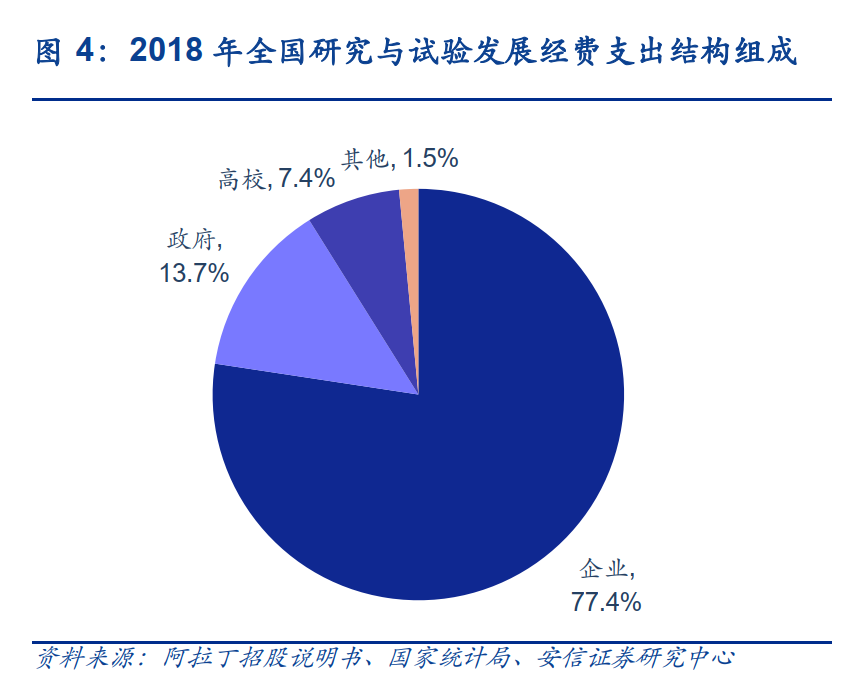 图 4：2018 年全国研究与试验发展经费支出结构组成
其他, 1.5%
高校, 7.4%
政府,
13.7%
企业,
77.4%
资料来源：阿拉丁招股说明书、国家统计局、安信证券研究中心